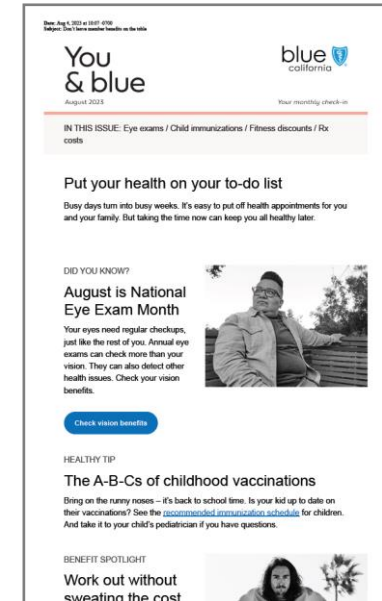 Date: Aug 4, 2023 at 10:07 -0700
Subject: Don't leave member benefits on the table
You
& blue
blue
california
August 2023
Your monthly check-in
IN THIS ISSUE: Eye exams / Child immunizations / Fitness discounts / Rx
costs
Put your health on your to-do list
Busy days turn into busy weeks. It's easy to put off health appointments for you
and your family. But taking the time now can keep you all healthy later.
DID YOU KNOW?
August is National
Eye Exam Month
Your eyes need regular checkups,
just like the rest of you. Annual eye
exams can check more than your
vision. They can also detect other
health issues. Check your vision
benefits.
Check vision benefits
HEALTHY TIP
The A-B-Cs of childhood vaccinations
Bring on the runny noses – it's back to school time. Is your kid up to date on
their vaccinations? See the recommended immunization schedule for children.
And take it to your child's pediatrician if you have questions.
BENEFIT SPOTLIGHT
Work out without
sweating the cost